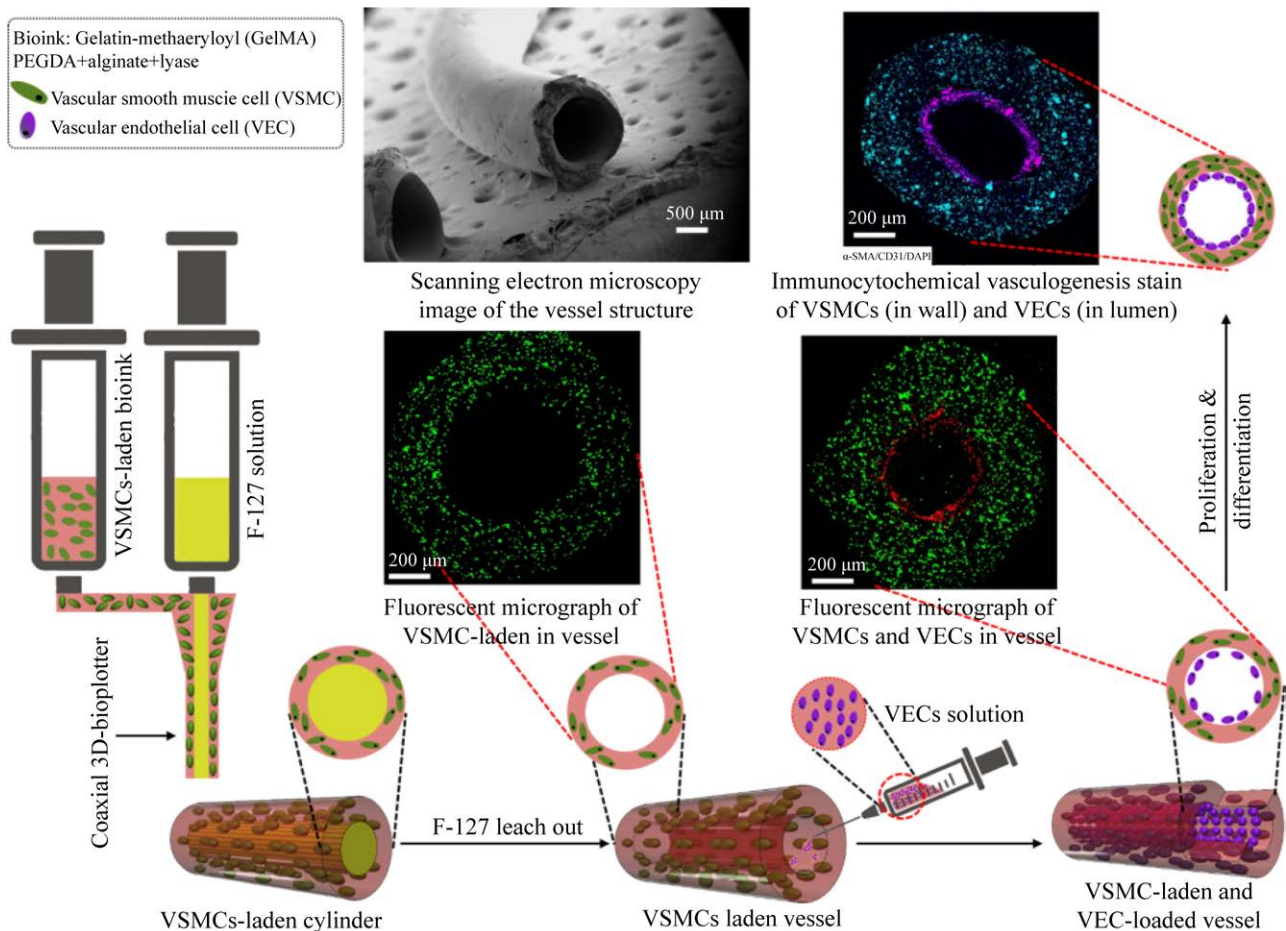 Bioink: Gelatin-methaeryloyl (GelMA)
PEGDA+alginate+lyase
Vascular smooth muscie cell (VSMC)
Vascular endothelial cell (VEC)
500 μm
Scanning electron microscopy
image of the vessel structure
200 μm
α-SMA/CD31/DAPI
Immunocytochemical vasculogenesis stain
of VSMCs (in wall) and VECs (in lumen)
VSMCs-laden bioink
F-127 solution
200 μm
Fluorescent micrograph of
VSMC-laden in vessel
200 μm
Fluorescent micrograph of
VSMCs and VECs in vessel
Proliferation &
differentiation
Coaxial 3D-bioplotter
VECs solution
F-127 leach out
VSMCs-laden cylinder
VSMCs laden vessel
VSMC-laden and
VEC-loaded vessel